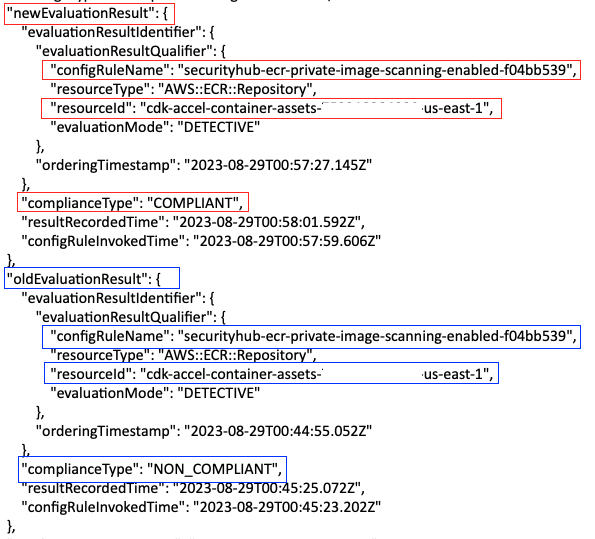 "newEvaluationResult": {
"evaluationResultIdentifier": {
"evaluationResultQualifier": {
"configRuleName": "securityhub-ecr-private-image-scanning-enabled-f04bb539",
"resourceType": "AWS::ECR::Repository",
"resourceId": "cdk-accel-container-assets- -us-east-1",
"evaluationMode": "DETECTIVE"
},
"orderingTimestamp": "2023-08-29T00:57:27.145Z"
},
"complianceType": "COMPLIANT",
"resultRecordedTime": "2023-08-29T00:58:01.592Z",
"configRuleInvokedTime": "2023-08-29T00:57:59.606Z"
},
"oldEvaluationResult": {
"evaluationResultIdentifier": {
"evaluationResultQualifier": {
"configRuleName": "securityhub-ecr-private-image-scanning-enabled-f04bb539",
"resourceType": "AWS::ECR::Repository",
"resourceId": "cdk-accel-container-assets- -us-east-1",
"evaluationMode": "DETECTIVE"
},
"orderingTimestamp": "2023-08-29T00:44:55.052Z"
},
"complianceType": "NON_COMPLIANT",
"resultRecordedTime": "2023-08-29T00:45:25.072Z",
"configRuleInvokedTime": "2023-08-29T00:45:23.202Z"
},